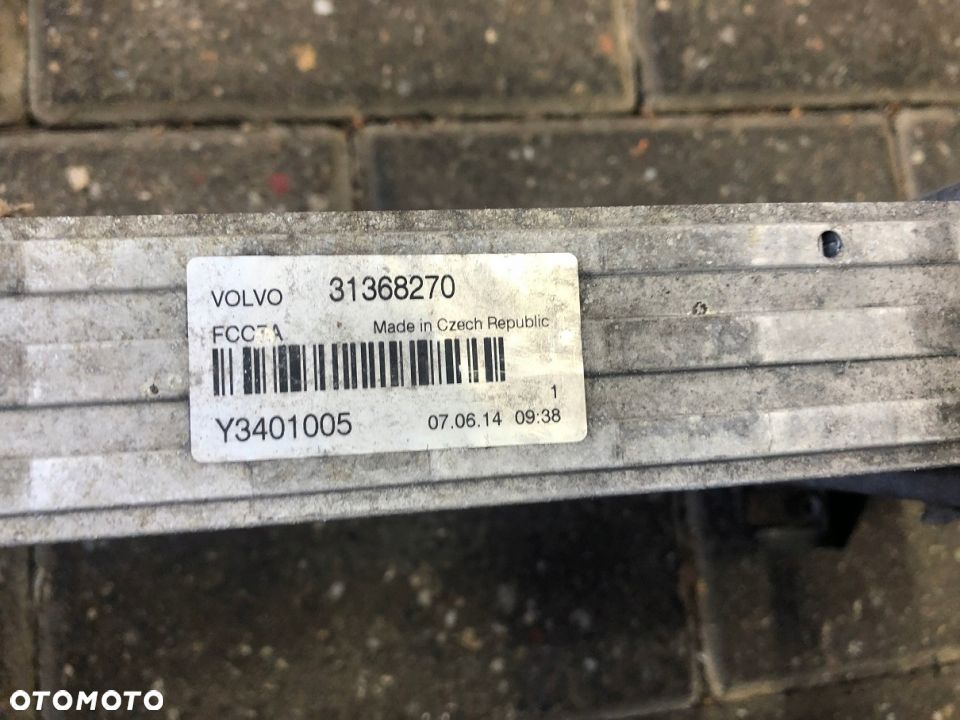 VOLVO 31368270
Made in Czech Republic
1
Y3401005 07.06.14 09:38
OTOMOTO